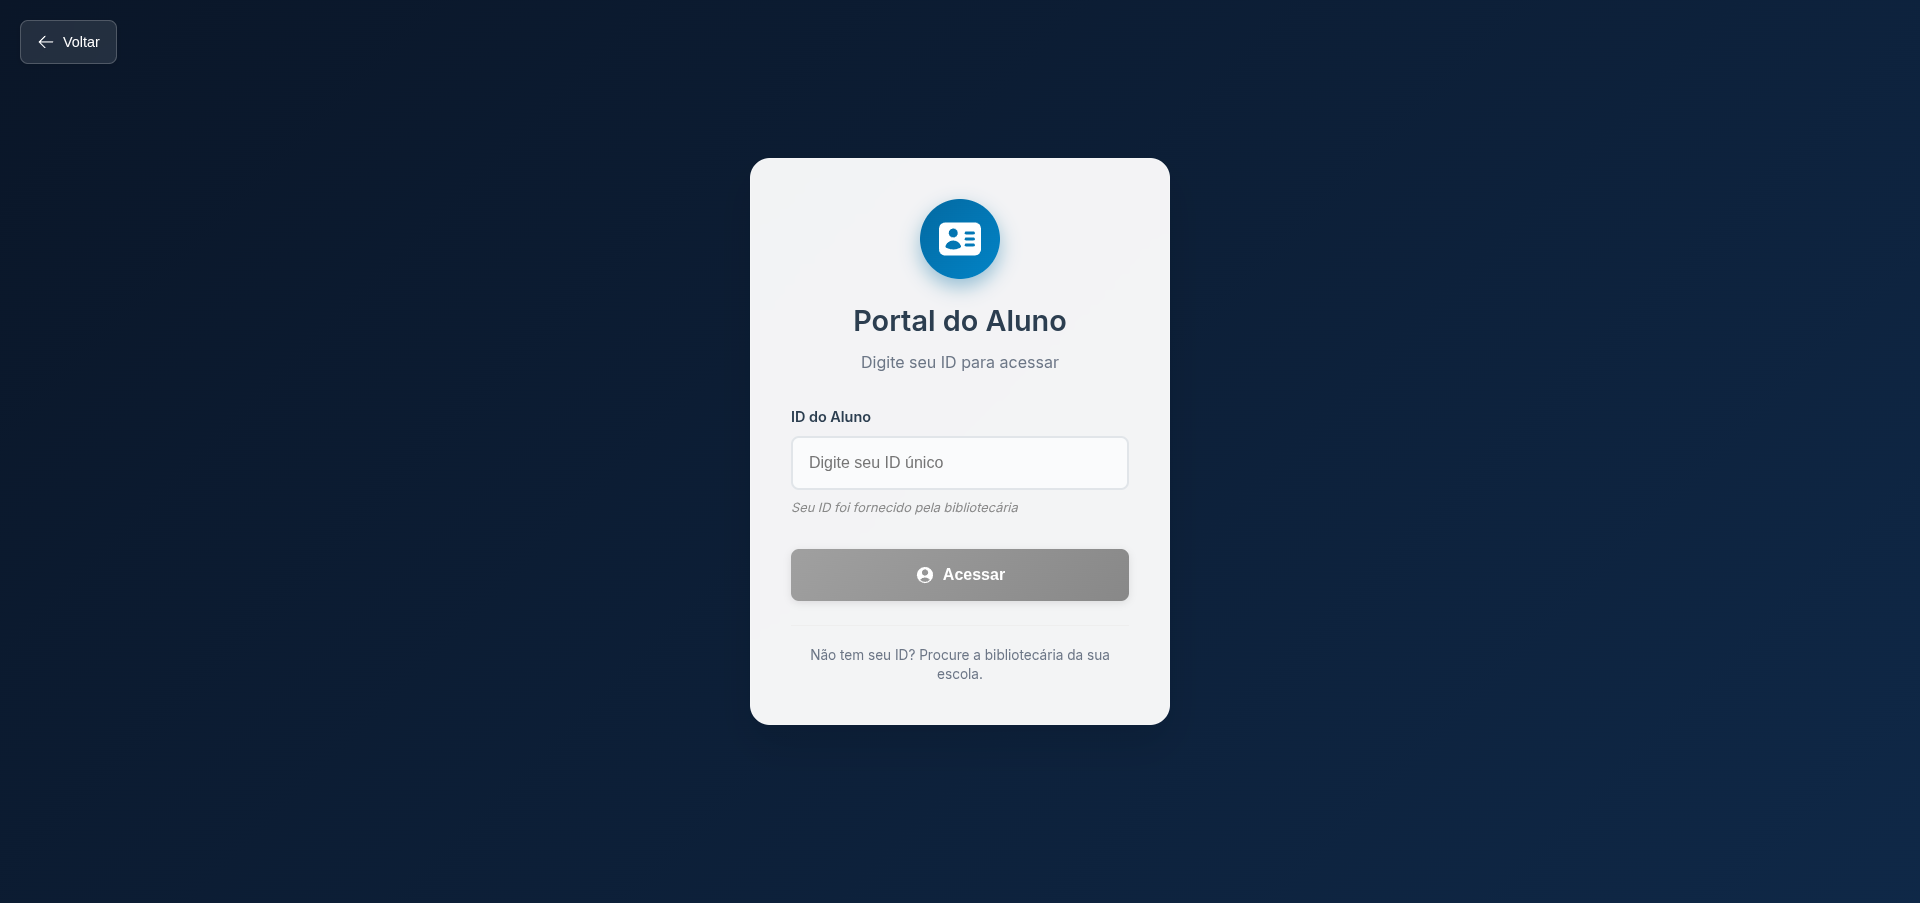 Voltar
Portal do Aluno
Digite seu ID para acessar
ID do Aluno
Digite seu ID único
Seu ID foi fornecido pela bibliotecária
Acessar
Não tem seu ID? Procure a bibliotecária da sua
escola.